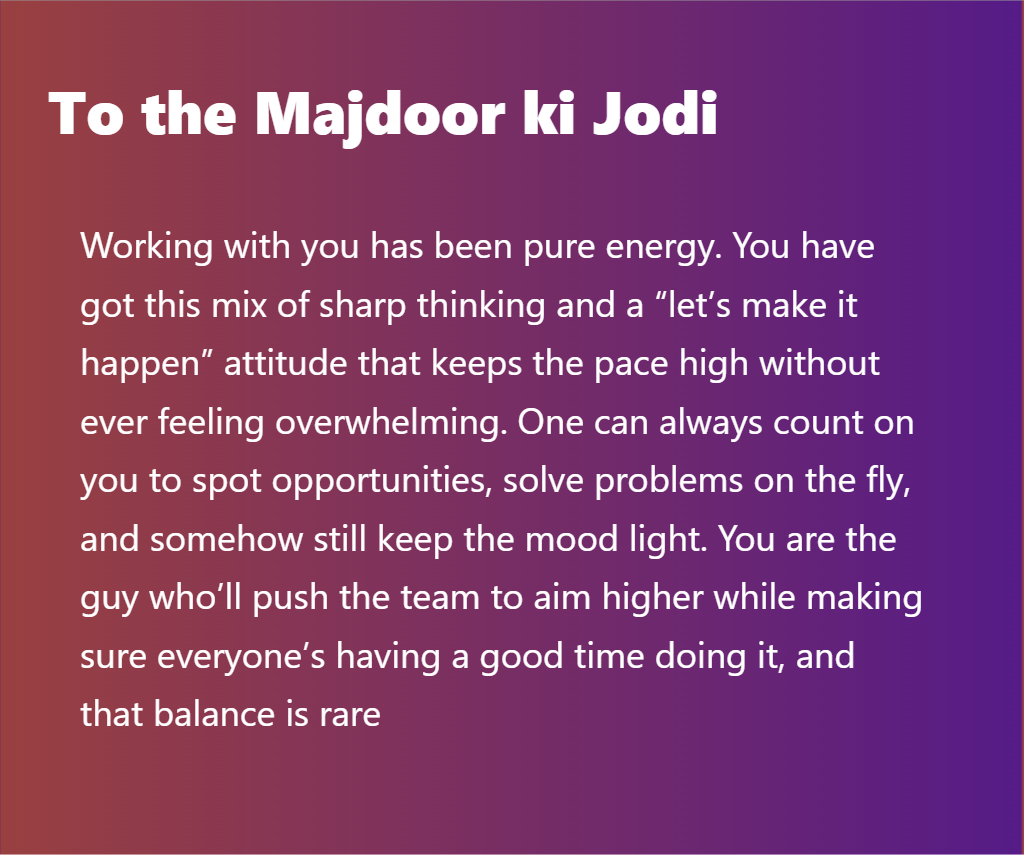 To the Majdoor ki Jodi
Working with you has been pure energy. You have
got this mix of sharp thinking and a “let’s make it
happen” attitude that keeps the pace high without
ever feeling overwhelming. One can always count on
you to spot opportunities, solve problems on the fly,
and somehow still keep the mood light. You are the
guy who’ll push the team to aim higher while making
sure everyone’s having a good time doing it, and
that balance is rare